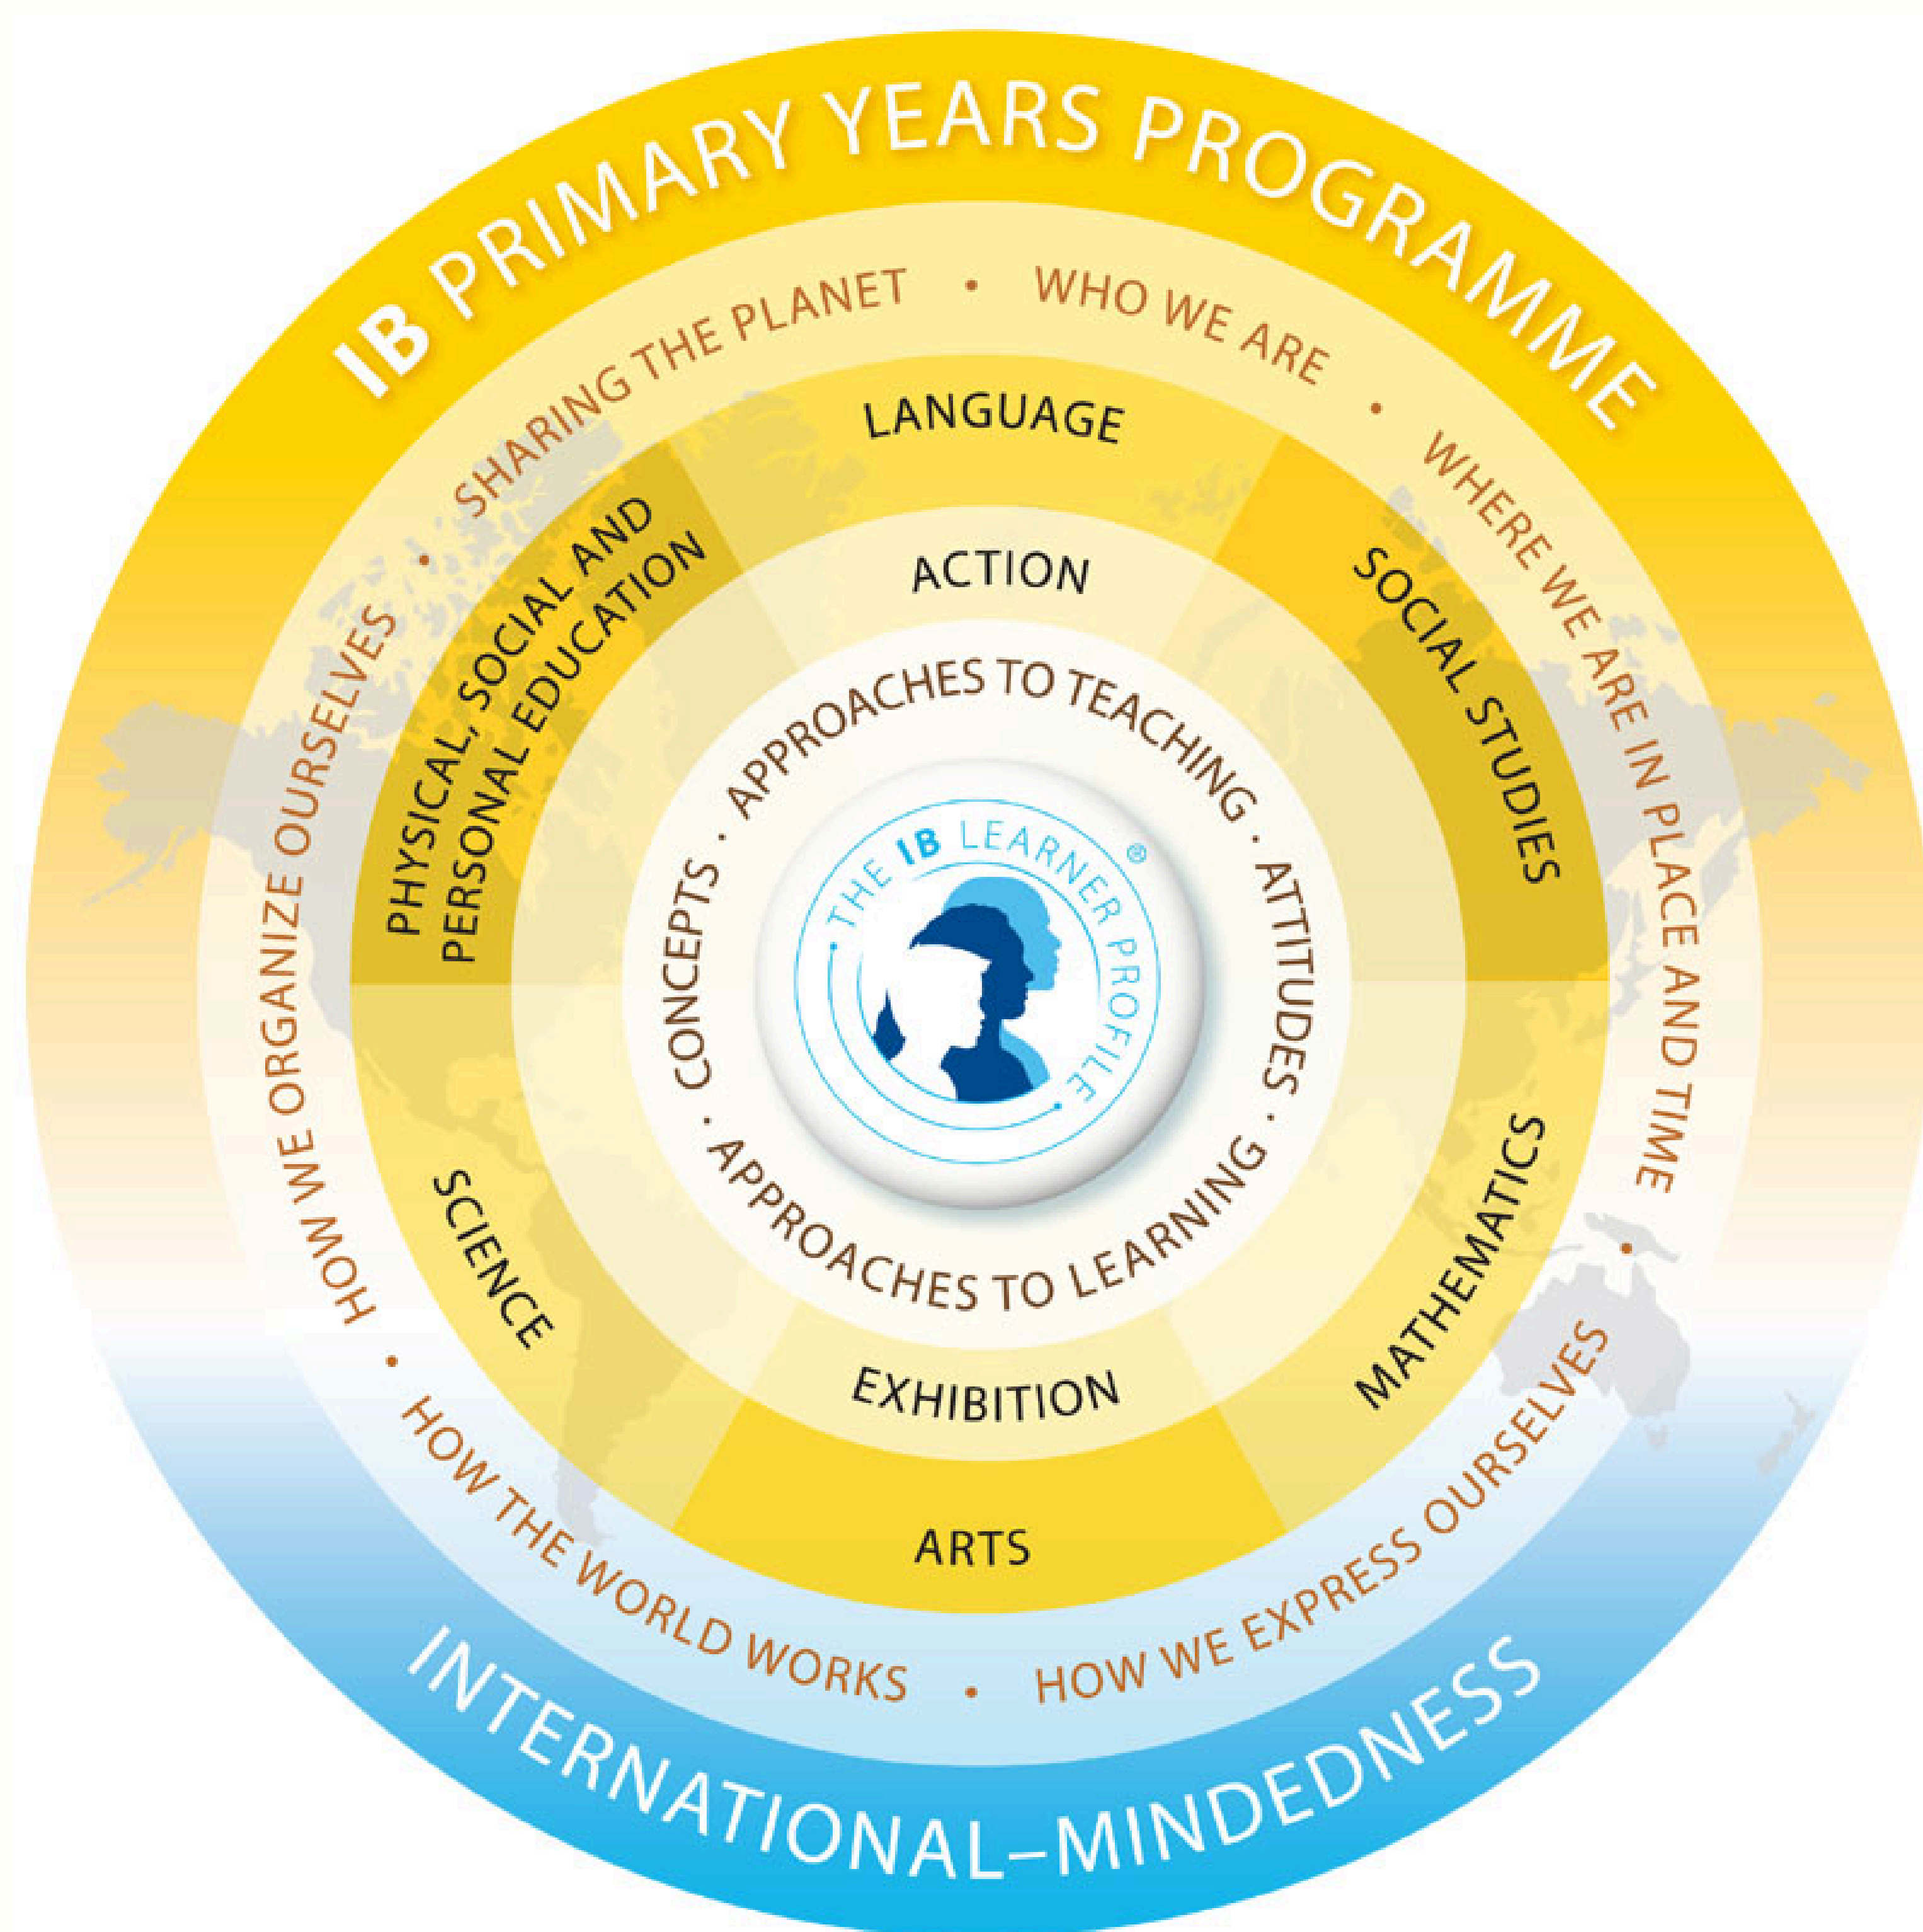 IB PRIMARY YEARS PROGRAMME
SHARING THE PLANET • WHO WE ARE • WHERE WE ARE IN PLACE AND TIME • HOW WE EXPRESS OURSELVES • HOW THE WORLD WORKS • HOW WE ORGANIZE OURSELVES •
LANGUAGE
SOCIAL STUDIES
MATHEMATICS
ARTS
SCIENCE
PHYSICAL, SOCIAL AND
PERSONAL EDUCATION
ACTION
EXHIBITION
APPROACHES TO TEACHING · ATTITUDES · APPROACHES TO LEARNING · CONCEPTS ·
• THE IB LEARNER PROFILE • ®
INTERNATIONAL–MINDEDNESS